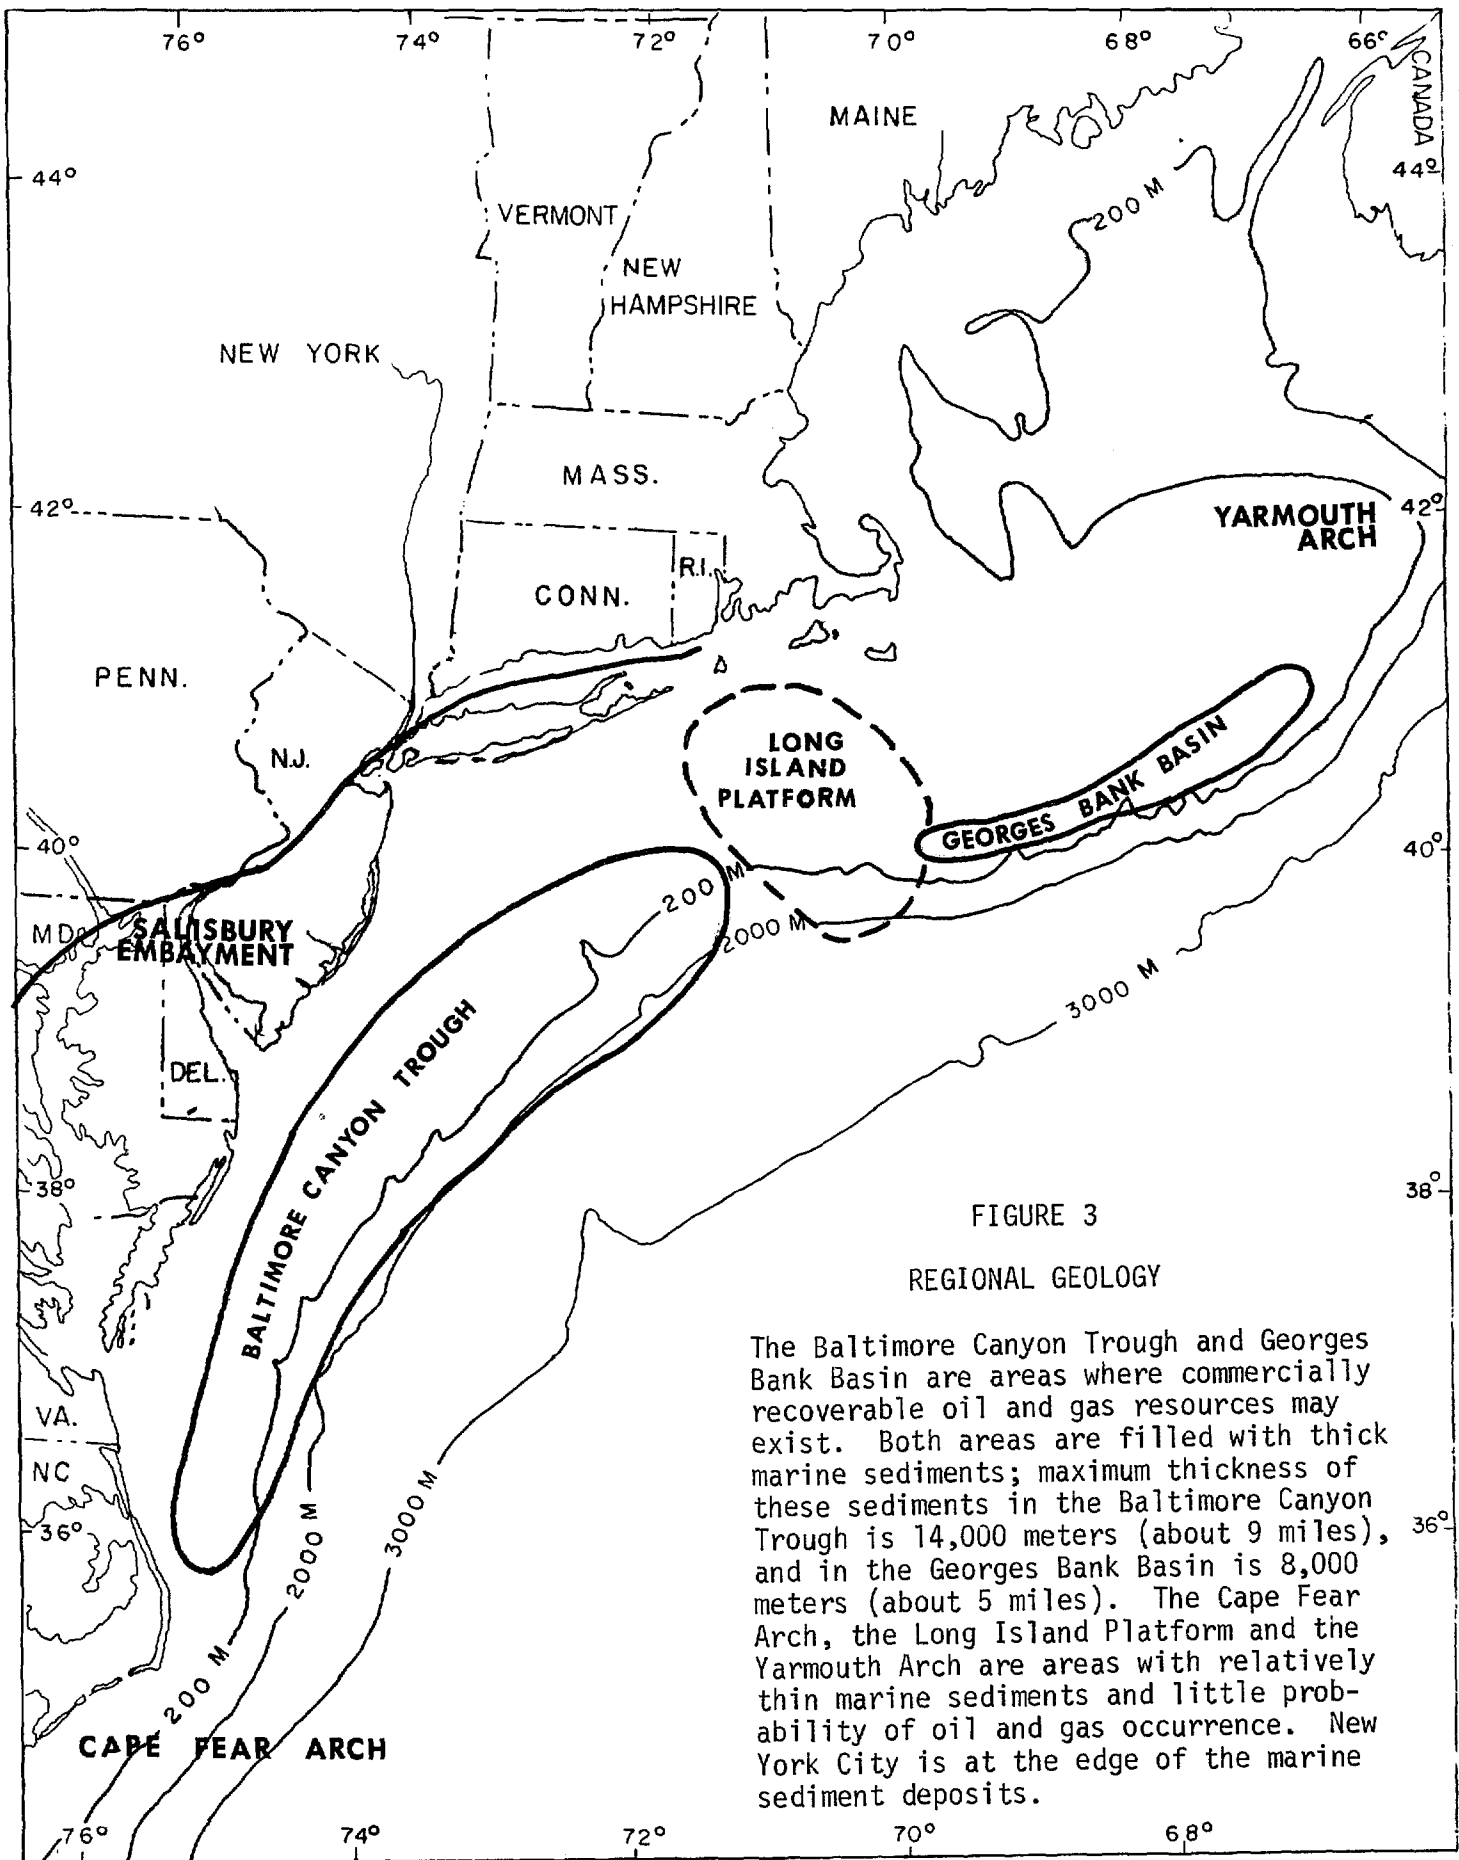 76° 74° 72° 70° 68° 66°
CANADA
MAINE
44° 44°
200 M
VERMONT
NEW
HAMPSHIRE
NEW YORK
MASS.
42° 42°
YARMOUTH
ARCH
R.I.
CONN.
PENN.
N.J.
LONG
ISLAND
PLATFORM
GEORGES BANK BASIN
40° 40°
200 M
2000 M
MD.
SALISBURY
EMBAYMENT
3000 M
BALTIMORE CANYON TROUGH
DEL.
38° 38°
VA.
NC
36° 36°
2000 M
3000 M
200 M
CAPE FEAR ARCH
76° 74° 72° 70° 68°
FIGURE 3
REGIONAL GEOLOGY
The Baltimore Canyon Trough and Georges
Bank Basin are areas where commercially
recoverable oil and gas resources may
exist. Both areas are filled with thick
marine sediments; maximum thickness of
these sediments in the Baltimore Canyon
Trough is 14,000 meters (about 9 miles),
and in the Georges Bank Basin is 8,000
meters (about 5 miles). The Cape Fear
Arch, the Long Island Platform and the
Yarmouth Arch are areas with relatively
thin marine sediments and little prob-
ability of oil and gas occurrence. New
York City is at the edge of the marine
sediment deposits.